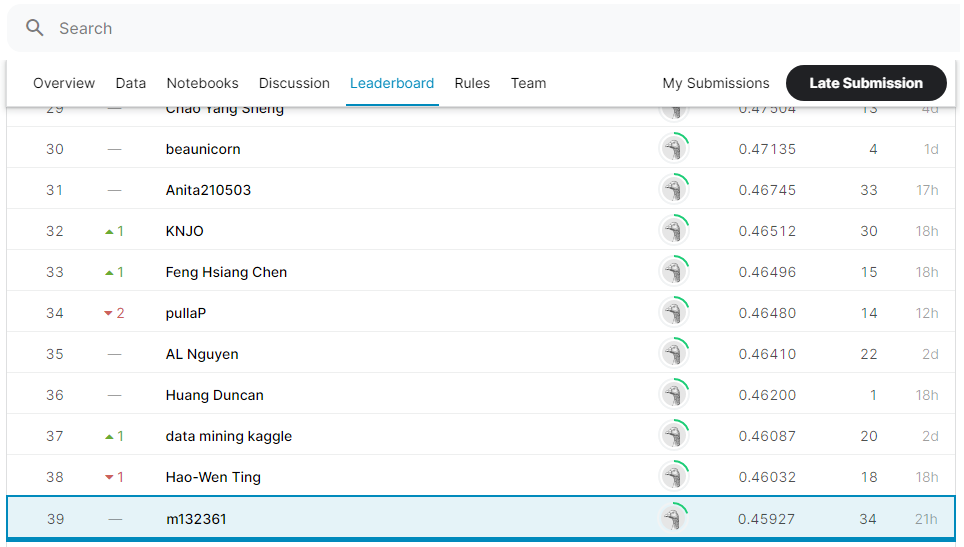 Search
Overview Data Notebooks Discussion Leaderboard Rules Team My Submissions Late Submission
29 — Chao Yang Sheng 0.47504 13 4d
30 — beaunicorn 0.47135 4 1d
31 — Anita210503 0.46745 33 17h
32 1 KNJO 0.46512 30 18h
33 1 Feng Hsiang Chen 0.46496 15 18h
34 2 pullaP 0.46480 14 12h
35 — AL Nguyen 0.46410 22 2d
36 — Huang Duncan 0.46200 1 18h
37 1 data mining kaggle 0.46087 20 2d
38 1 Hao-Wen Ting 0.46032 18 18h
39 — m132361 0.45927 34 21h